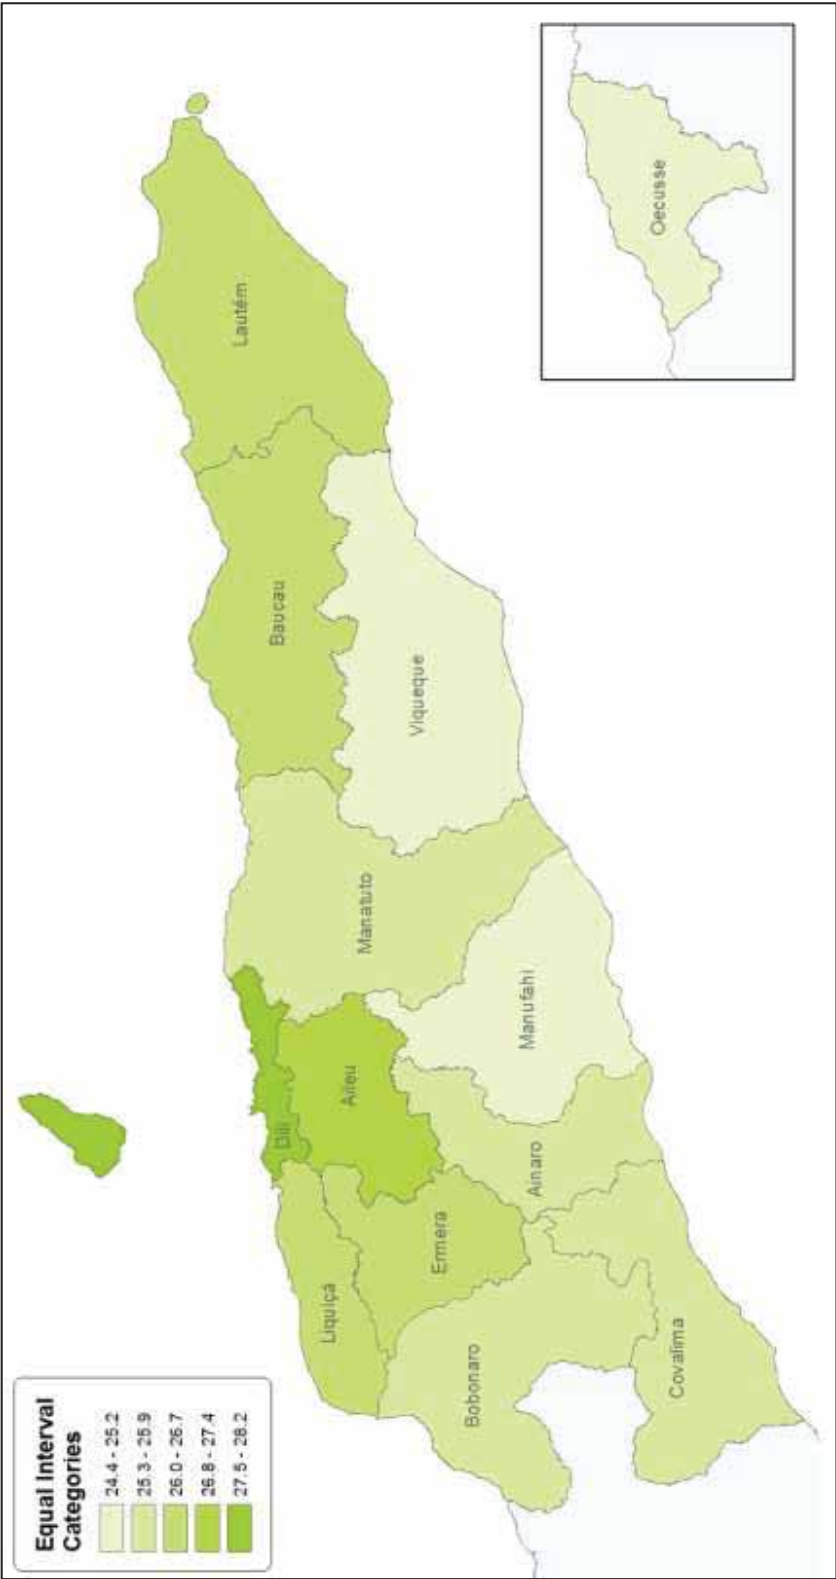 Equal Interval
Categories
24.4 - 25.2
25.3 - 25.9
26.0 - 26.7
26.8 - 27.4
27.5 - 28.2
Lautém
Baucau
Viqueque
Manatuto
Manufahi
Dili
Aileu
Ainaro
Ermera
Liquiçá
Bobonaro
Covalima
Oecusse